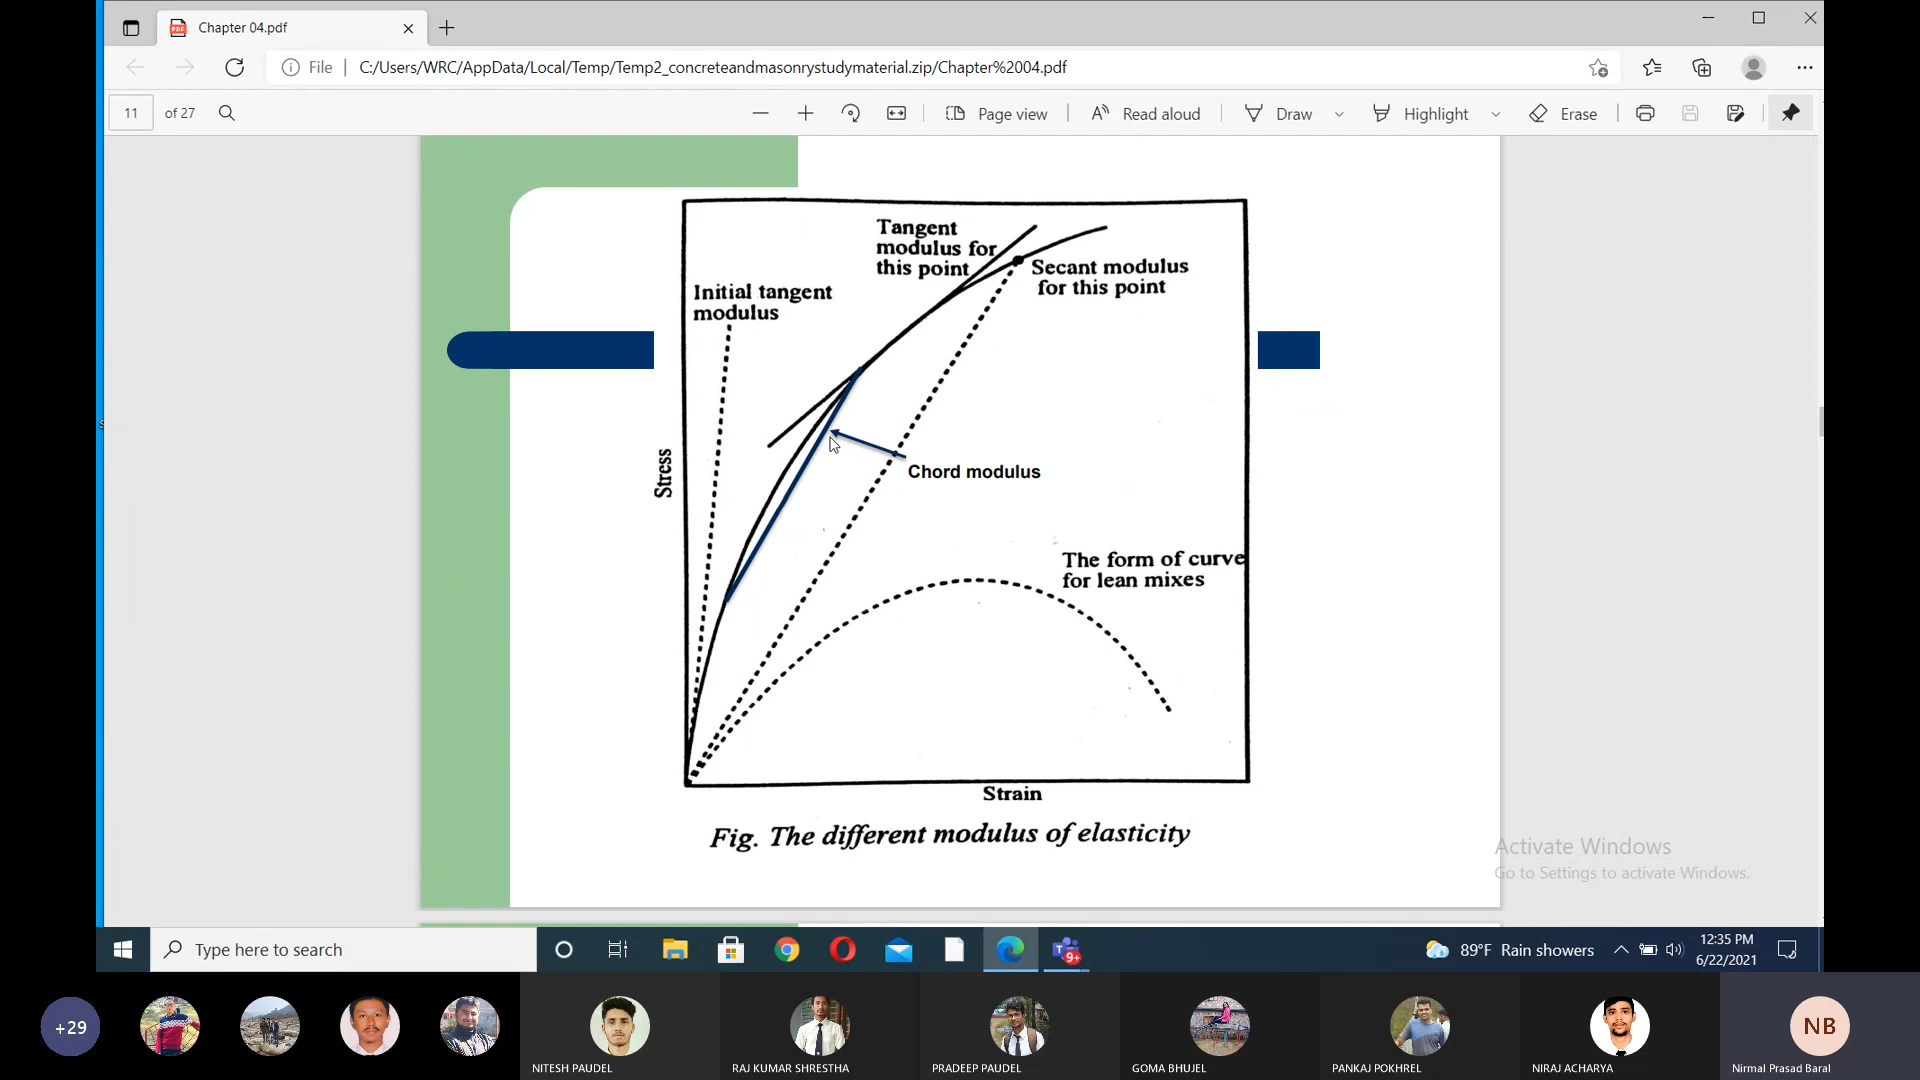 Chapter 04.pdf
File
C:/Users/WRC/AppData/Local/Temp/Temp2_concreteandmasonrystudymaterial.zip/Chapter%2004.pdf
11
of 27
Page view
Read aloud
Draw
Highlight
Erase
Tangent
modulus for
this point
Secant modulus
for this point
Initial tangent
modulus
Stress
Chord modulus
The form of curve
for lean mixes
Strain
Fig. The different modulus of elasticity
Activate Windows
Go to Settings to activate Windows.
Type here to search
9+
89°F Rain showers
12:35 PM
6/22/2021
+29
NB
NITESH PAUDEL
RAJ KUMAR SHRESTHA
PRADEEP PAUDEL
GOMA BHUJEL
PANKAJ POKHREL
NIRAJ ACHARYA
Nirmal Prasad Baral